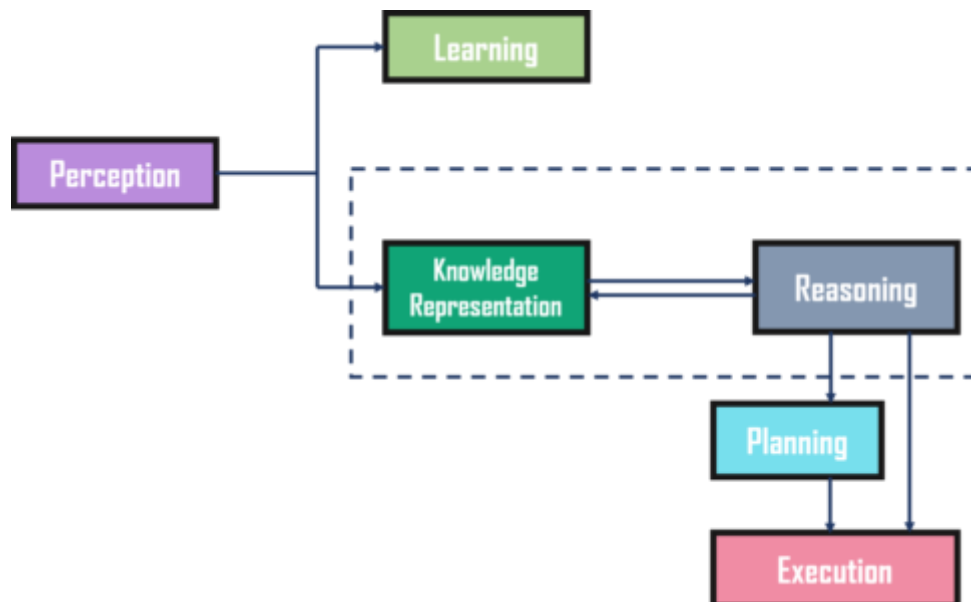 Learning
Perception
Knowledge
Representation
Reasoning
Planning
Execution